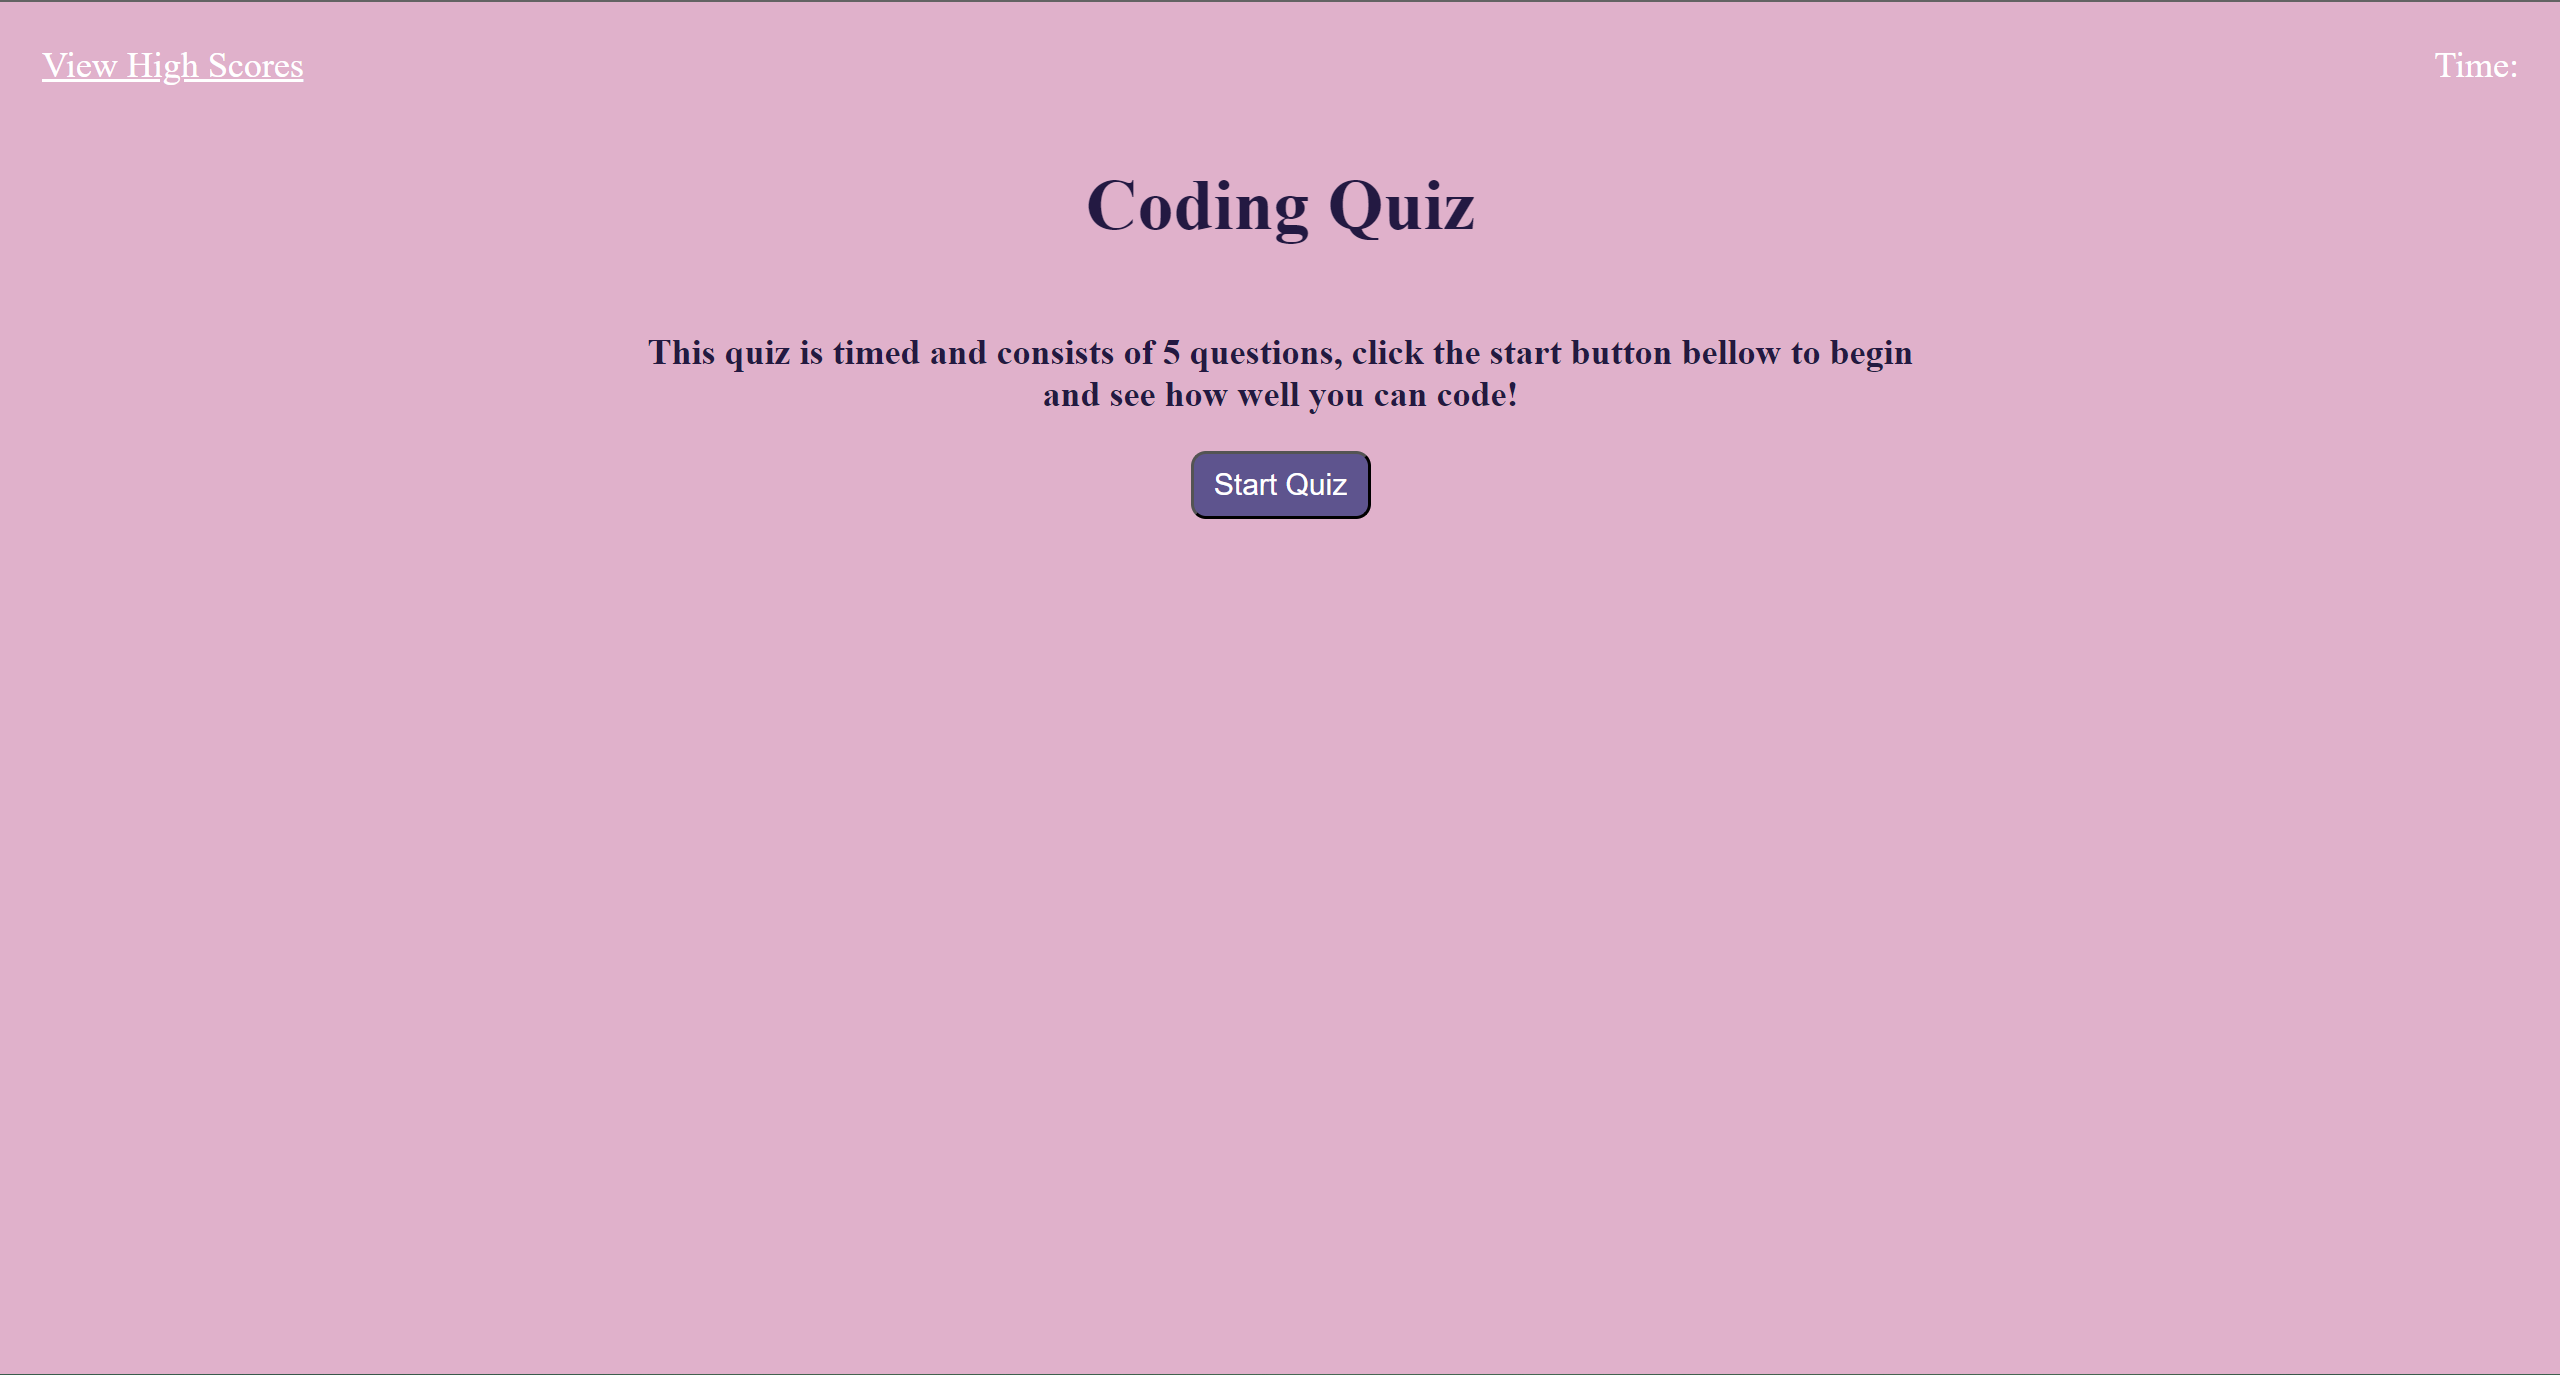 View High Scores
Time:
Coding Quiz
This quiz is timed and consists of 5 questions, click the start button bellow to begin
and see how well you can code!
Start Quiz